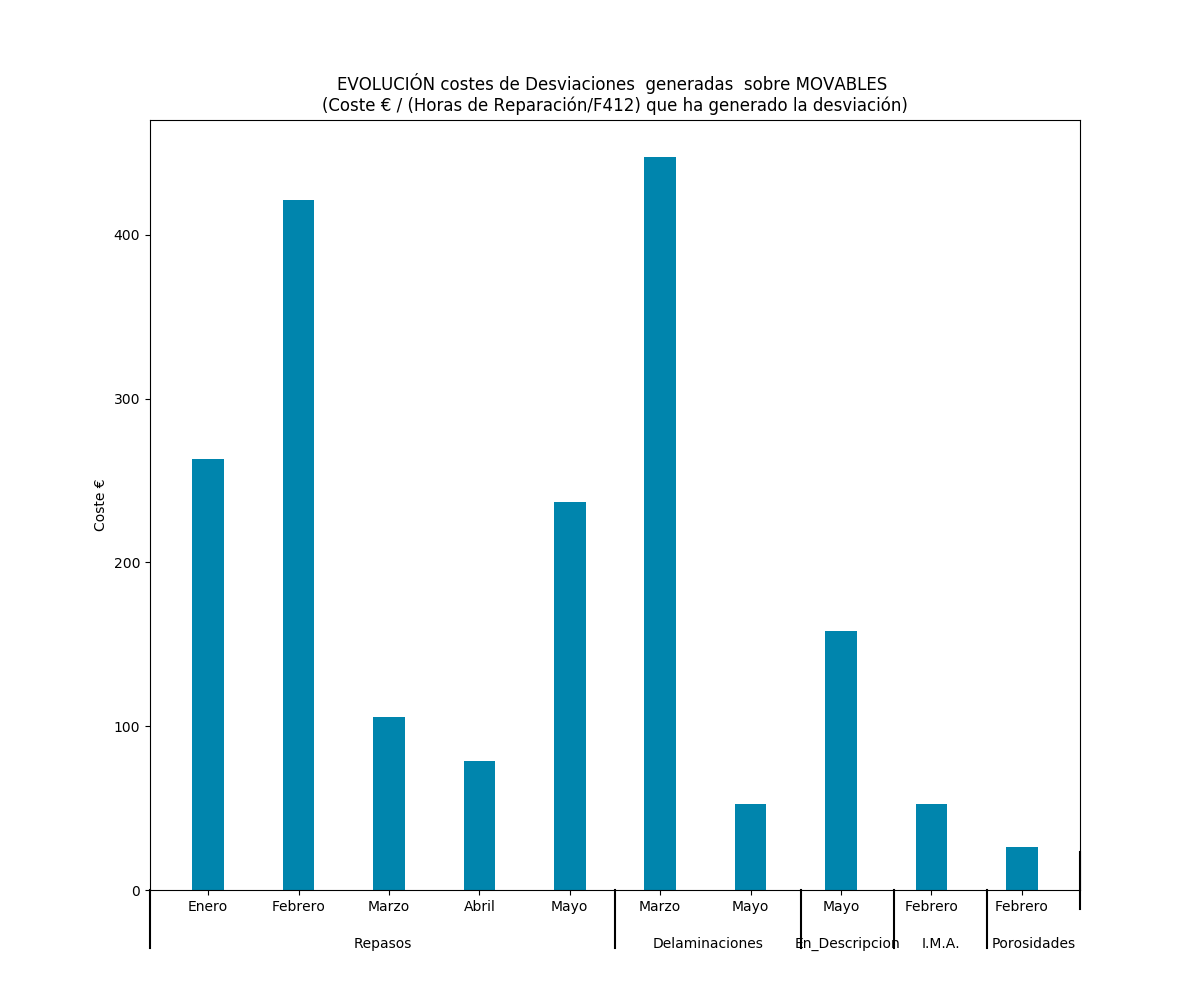 EVOLUCIÓN costes de Desviaciones  generadas  sobre MOVABLES
(Coste € / (Horas de Reparación/F412) que ha generado la desviación)
400
300
200
100
0
Coste €
Enero Febrero Marzo Abril Mayo Marzo Mayo Mayo Febrero Febrero
Repasos Delaminaciones En_Descripcion I.M.A. Porosidades